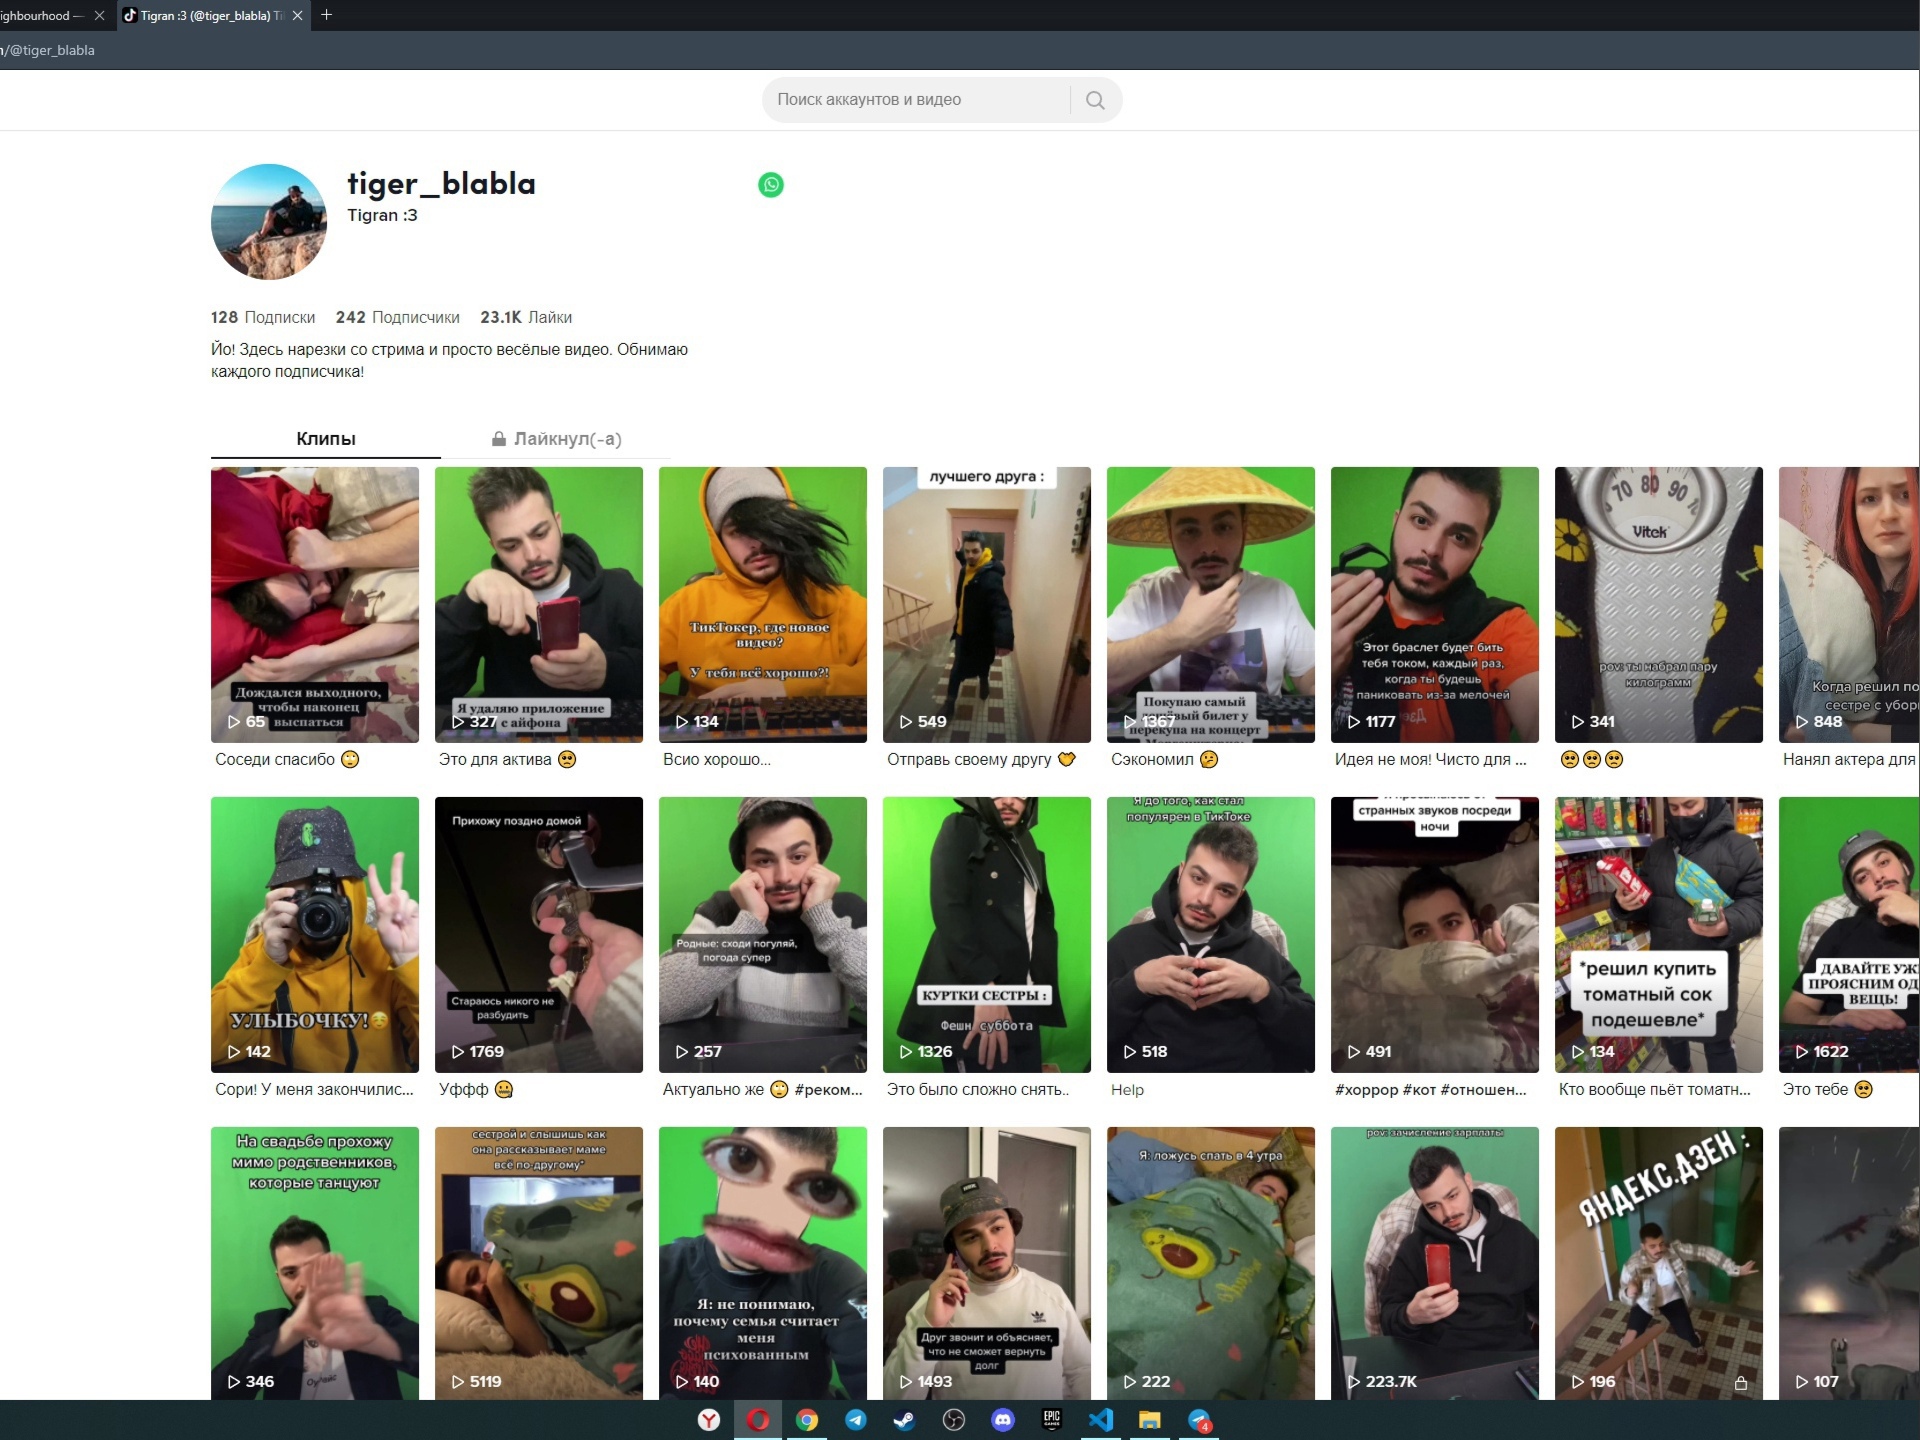 ighbourhood —
Tigran :3 (@tiger_blabla) Ti
/@tiger_blabla
Поиск аккаунтов и видео
tiger_blabla
Tigran :3
128 Подписки 242 Подписчики 23.1K Лайки
Йо! Здесь нарезки со стрима и просто весёлые видео. Обнимаю
каждого подписчика!
Клипы
Лайкнул(-а)
Дождался выходного,
чтобы наконец
выспаться
65
Соседи спасибо
Я удаляю приложение
с айфона
327
Это для актива
ТикТокер, где новое
видео?
У тебя всё хорошо?!
134
Всио хорошо...
лучшего друга :
549
Отправь своему другу
Покупаю самый
билет у
перекупа на концерт
1367
Сэкономил
Этот браслет будет бить
тебя током, каждый раз,
когда ты будешь
паниковать из-за мелочей
1177
Идея не моя! Чисто для ...
70 80 90
Vitek
pov: ты набрал пару
килограмм
341
Когда решил по
сестре с убор
848
Нанял актера для
УЛЫБОЧКУ!
142
Сори! У меня закончилис...
Прихожу поздно домой
Стараюсь никого не
разбудить
1769
Уффф
Родные: сходи погуляй,
погода супер
257
Актуально же #реком...
КУРТКИ СЕСТРЫ :
Фешн суббота
1326
Это было сложно снять..
Я до того, как стал
популярен в ТикТоке
518
Help
странных звуков посреди
ночи
491
#хоррор #кот #отношен...
*решил купить
томатный сок
подешевле*
134
Кто вообще пьёт томатн...
ДАВАЙТЕ УЖ
ПРОЯСНИМ ОД
ВЕЩЬ!
1622
Это тебе
На свадьбе прохожу
мимо родственников,
которые танцуют
346
сестрой и слышишь как
она рассказывает маме
всё по-другому*
5119
Я: не понимаю,
почему семья считает
меня
психованным
140
Друг звонит и объясняет,
что не сможет вернуть
долг
1493
Я: ложусь спать в 4 утра
222
pov: зачисление зарплаты
223.7K
ЯНДЕКС.ДЗЕН :
196
107
EPIC
GAMES
4